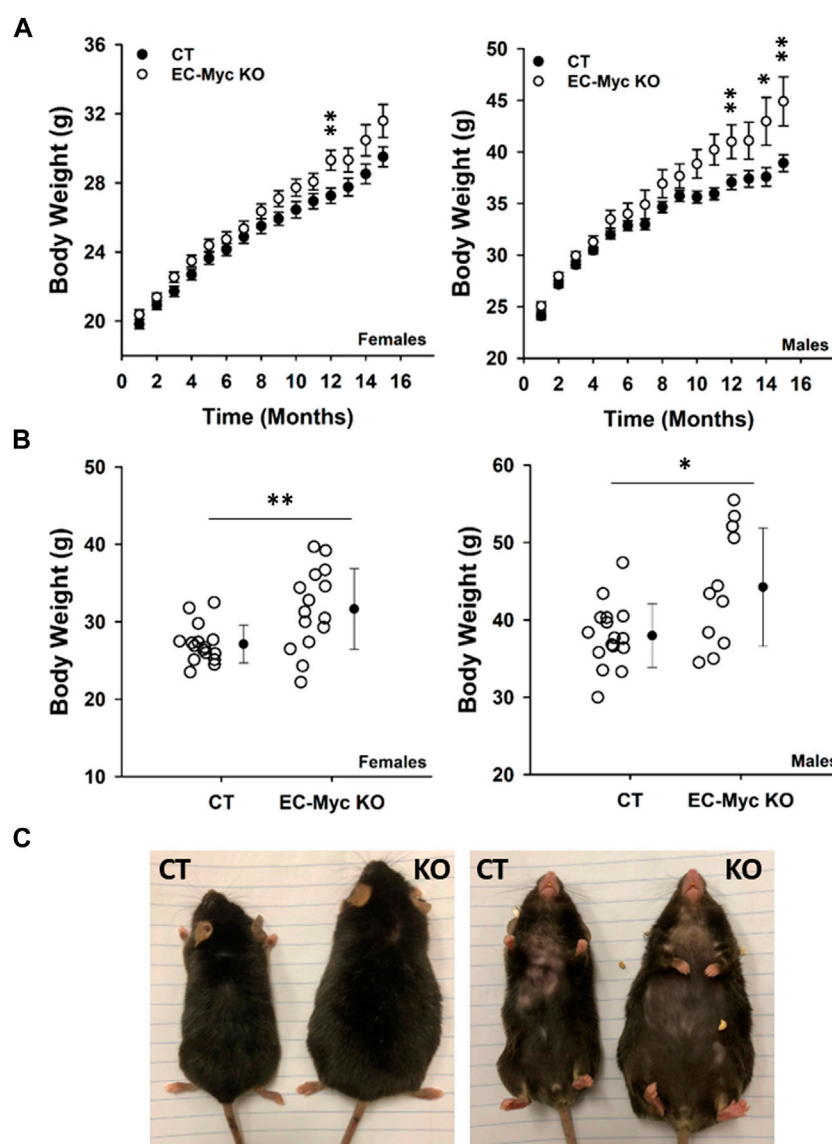 A
36
32
28
24
20
Body Weight (g)
CT
EC-Myc KO
**
Females
0 2 4 6 8 10 12 14 16
Time (Months)
50
45
40
35
30
25
20
Body Weight (g)
CT
EC-Myc KO
** * **
Males
0 2 4 6 8 10 12 14 16
Time (Months)
B
50
40
30
20
10
Body Weight (g)
**
Females
CT EC-Myc KO
60
50
40
30
20
Body Weight (g)
*
Males
CT EC-Myc KO
C
CT KO
CT KO